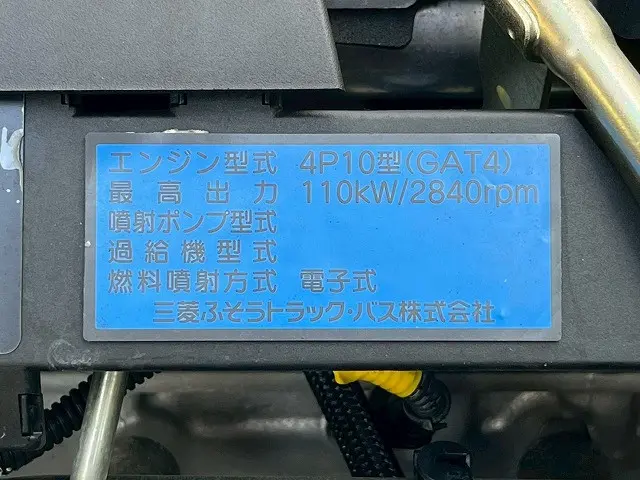 エンジン型式 4P10型(GAT4)
最高出力 110kW/2840rpm
噴射ポンプ型式
過給機型式
燃料噴射方式 電子式
三菱ふそうトラック・バス株式会社